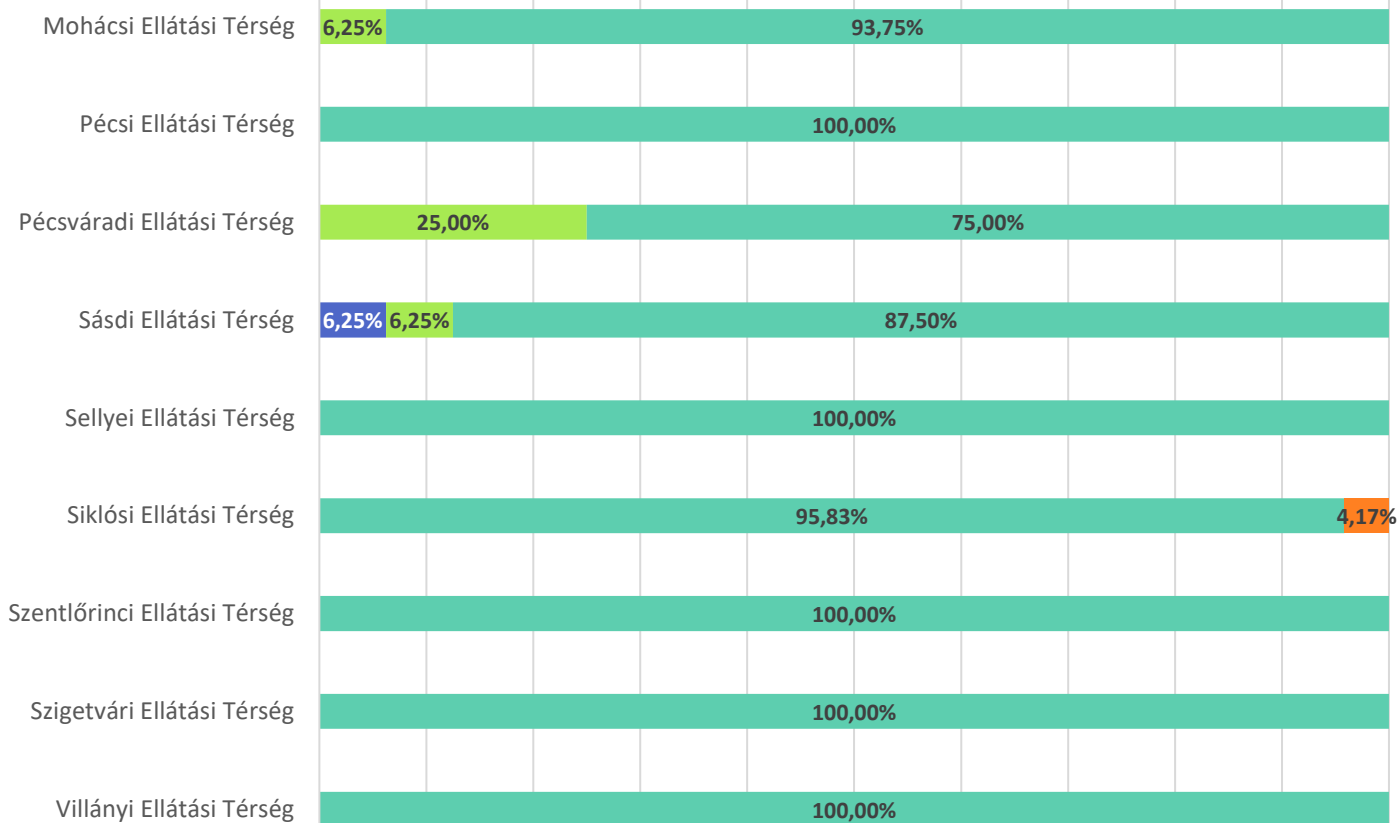 Mohácsi Ellátási Térség 6,25% 93,75%
Pécsi Ellátási Térség 100,00%
Pécsváradi Ellátási Térség 25,00% 75,00%
Sásdi Ellátási Térség 6,25% 6,25% 87,50%
Sellyei Ellátási Térség 100,00%
Siklósi Ellátási Térség 95,83% 4,17%
Szentlőrinci Ellátási Térség 100,00%
Szigetvári Ellátási Térség 100,00%
Villányi Ellátási Térség 100,00%